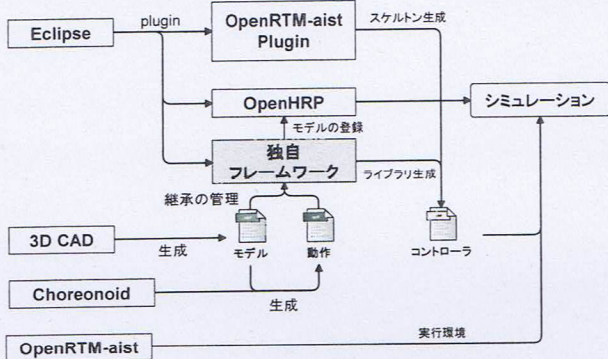 Eclipse
plugin
OpenRTM-aist
Plugin
スケルトン生成
OpenHRP
シミュレーション
モデルの登録
独自
フレームワーク
ライブラリ生成
継承の管理
3D CAD
生成
モデル
動作
コントローラ
Choreonoid
生成
OpenRTM-aist
実行環境